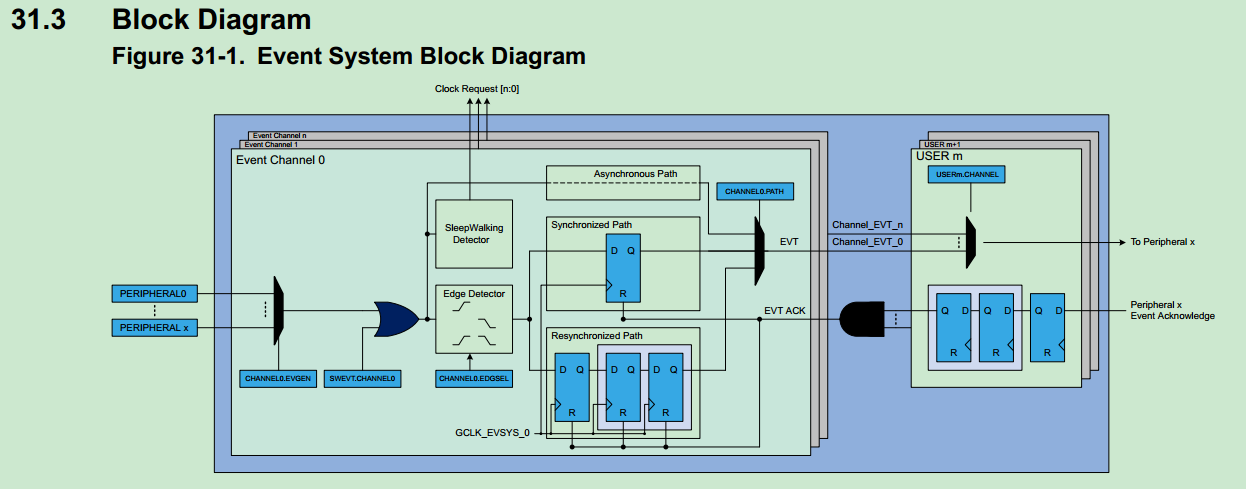 31.3 Block Diagram
Figure 31-1. Event System Block Diagram
Clock Request [n:0]
Event Channel n
Event Channel 1
Event Channel 0
USER m+1
USER m
Asynchronous Path
CHANNEL0.PATH
USERm.CHANNEL
SleepWalking
Detector
Synchronized Path
D Q
R
Channel_EVT_n
EVT
Channel_EVT_0
To Peripheral x
PERIPHERAL0
PERIPHERAL x
Edge Detector
EVT ACK
Peripheral x
Event Acknowledge
Q D
R
Q D
R
Q D
R
Resynchronized Path
D Q
R
D Q
R
D Q
R
CHANNEL0.EVGEN
SWEVT.CHANNEL0
CHANNEL0.EDGSEL
GCLK_EVSYS_0